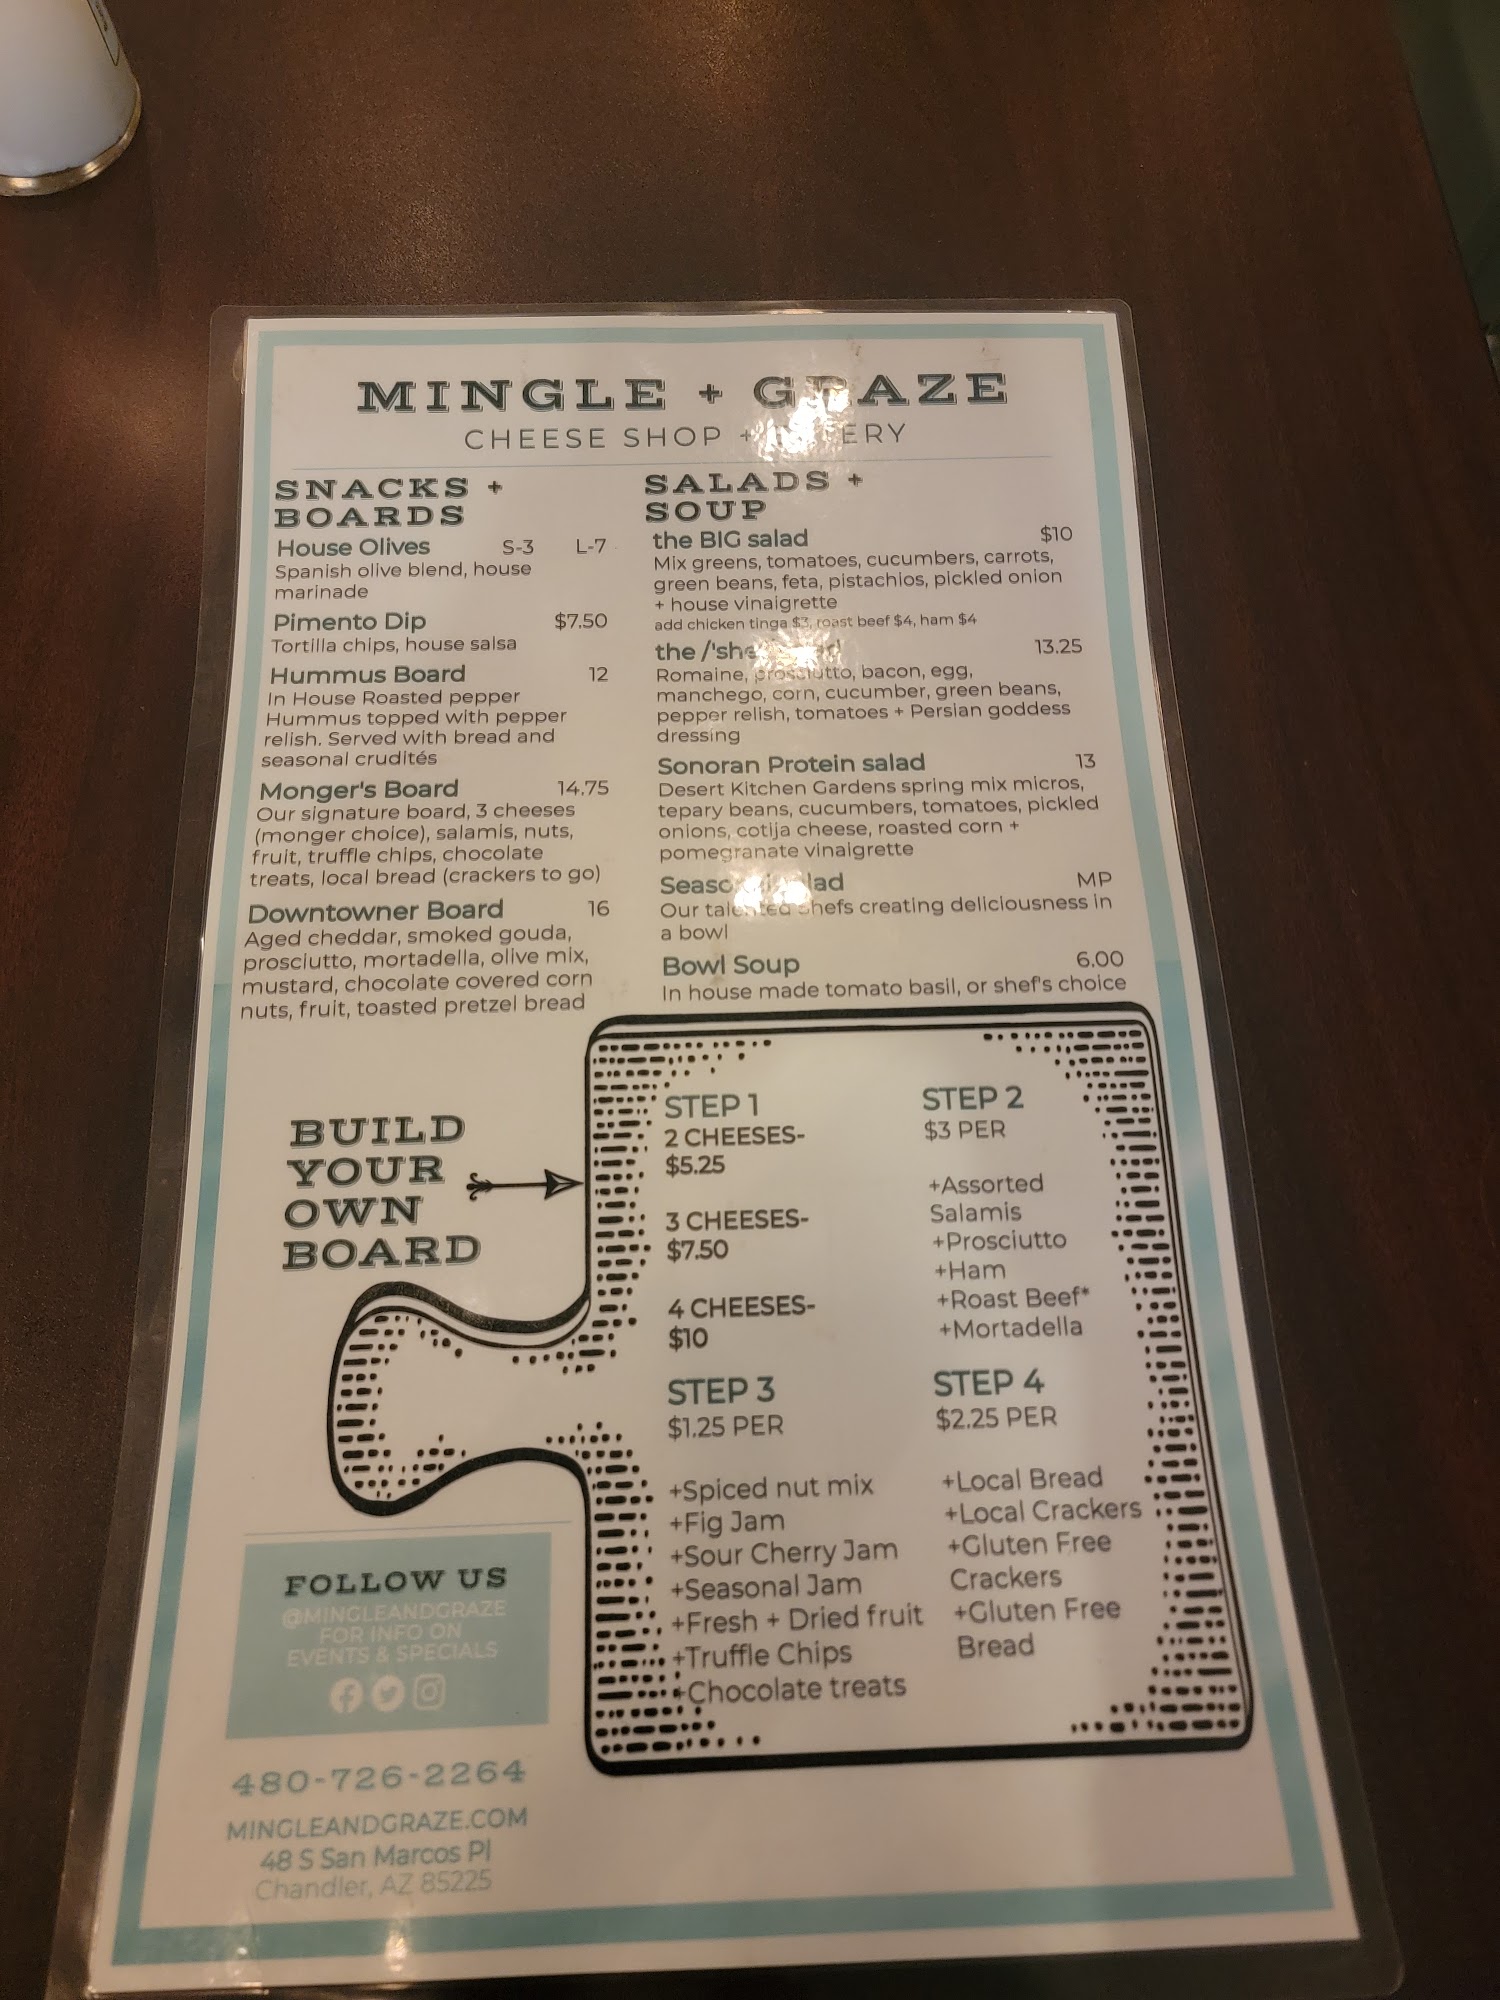 MINGLE + GRAZE
CHEESE SHOP + EATERY
SNACKS +
BOARDS
House Olives S-3 L-7
Spanish olive blend, house
marinade
Pimento Dip $7.50
Tortilla chips, house salsa
Hummus Board 12
In House Roasted pepper
Hummus topped with pepper
relish. Served with bread and
seasonal crudités
Monger's Board 14.75
Our signature board, 3 cheeses
(monger choice), salamis, nuts,
fruit, truffle chips, chocolate
treats, local bread (crackers to go)
Downtowner Board 16
Aged cheddar, smoked gouda,
prosciutto, mortadella, olive mix,
mustard, chocolate covered corn
nuts, fruit, toasted pretzel bread
SALADS +
SOUP
the BIG salad $10
Mix greens, tomatoes, cucumbers, carrots,
green beans, feta, pistachios, pickled onion
+ house vinaigrette
add chicken tinga $3, roast beef $4, ham $4
the 13.25
Romaine, prosciutto, bacon, egg,
manchego, corn, cucumber, green beans,
pepper relish, tomatoes + Persian goddess
dressing
Sonoran Protein salad 13
Desert Kitchen Gardens spring mix micros,
tepary beans, cucumbers, tomatoes, pickled
onions, cotija cheese, roasted corn +
pomegranate vinaigrette
Seasonal salad MP
Our talented shefs creating deliciousness in
a bowl
Bowl Soup 6.00
In house made tomato basil, or shef's choice
BUILD
YOUR
OWN
BOARD
STEP 1
2 CHEESES-
$5.25
3 CHEESES-
$7.50
4 CHEESES-
$10
STEP 2
$3 PER
+Assorted
Salamis
+Prosciutto
+Ham
+Roast Beef*
+Mortadella
STEP 3
$1.25 PER
+Spiced nut mix
+Fig Jam
+Sour Cherry Jam
+Seasonal Jam
+Fresh + Dried fruit
+Truffle Chips
+Chocolate treats
STEP 4
$2.25 PER
+Local Bread
+Local Crackers
+Gluten Free
Crackers
+Gluten Free
Bread
FOLLOW US
@MINGLEANDGRAZE
FOR INFO ON
EVENTS & SPECIALS
480-726-2264
MINGLEANDGRAZE.COM
48 S San Marcos Pl
Chandler, AZ 85225